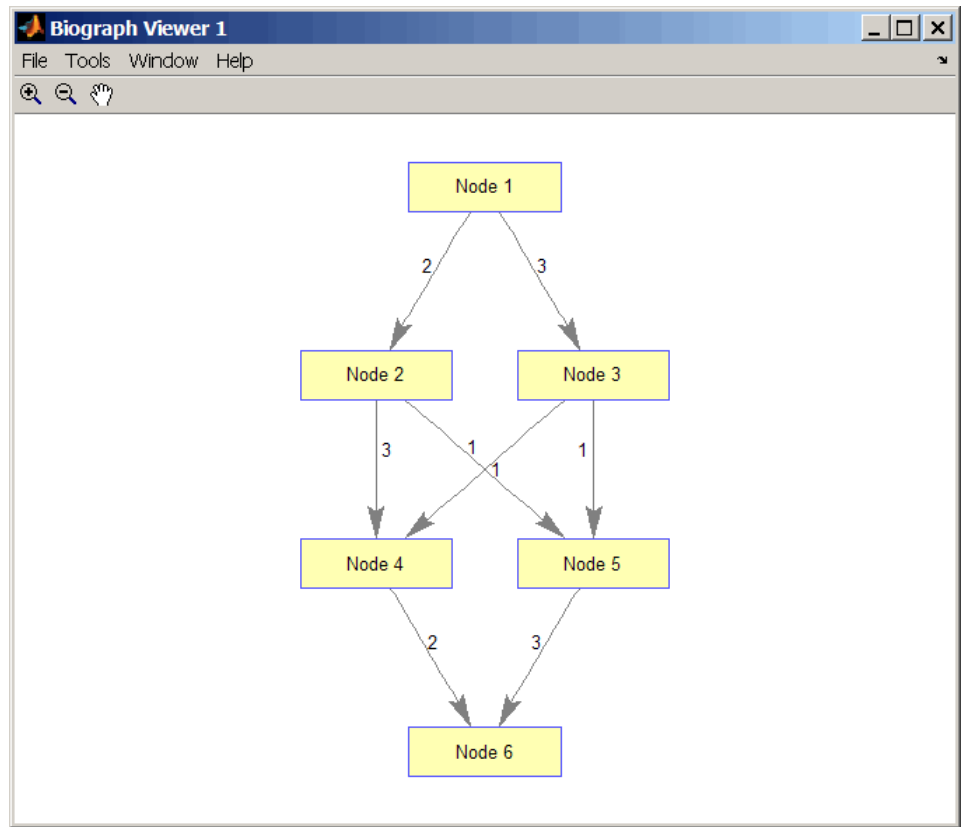 Biograph Viewer 1
File Tools Window Help
Node 1
2 3
Node 2 Node 3
3 1 1 1
Node 4 Node 5
2 3
Node 6